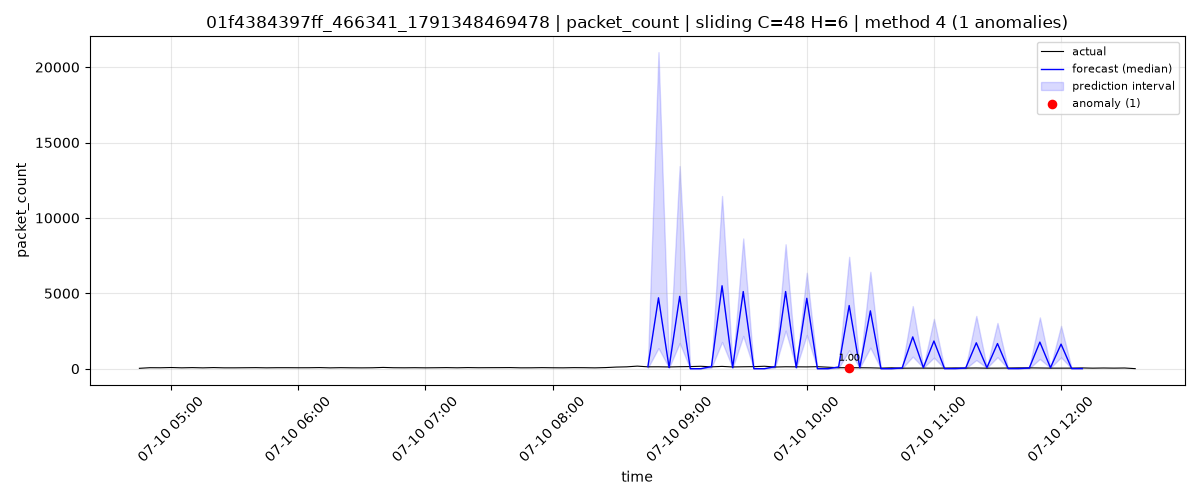 01f4384397ff_466341_1791348469478 | packet_count | sliding C=48 H=6 | method 4 (1 anomalies)
packet_count
20000
15000
10000
5000
0
actual
forecast (median)
prediction interval
anomaly (1)
1.00
07-10 05:00
07-10 06:00
07-10 07:00
07-10 08:00
07-10 09:00
07-10 10:00
07-10 11:00
07-10 12:00
time